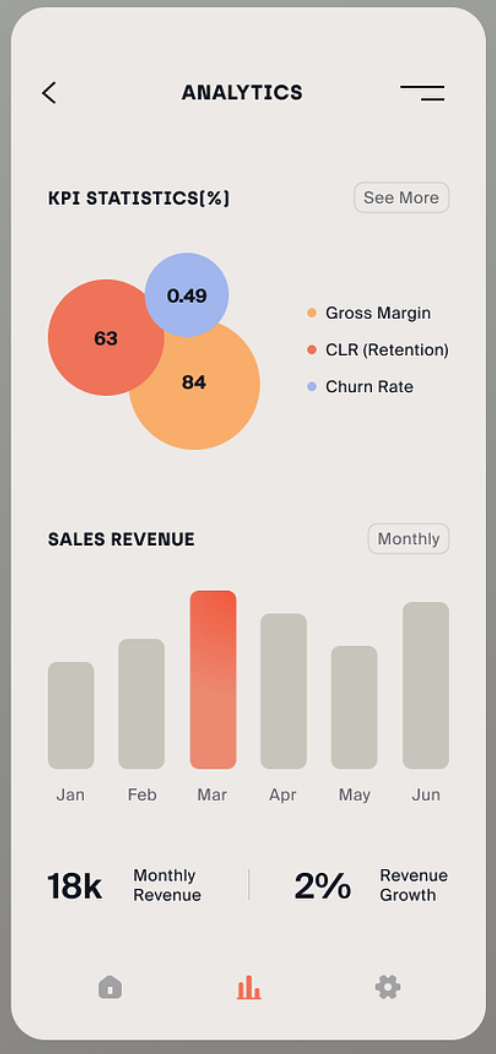 ANALYTICS
KPI STATISTICS(%)
See More
0.49
63
84
Gross Margin
CLR (Retention)
Churn Rate
SALES REVENUE
Monthly
Jan Feb Mar Apr May Jun
18k
Monthly
Revenue
2%
Revenue
Growth